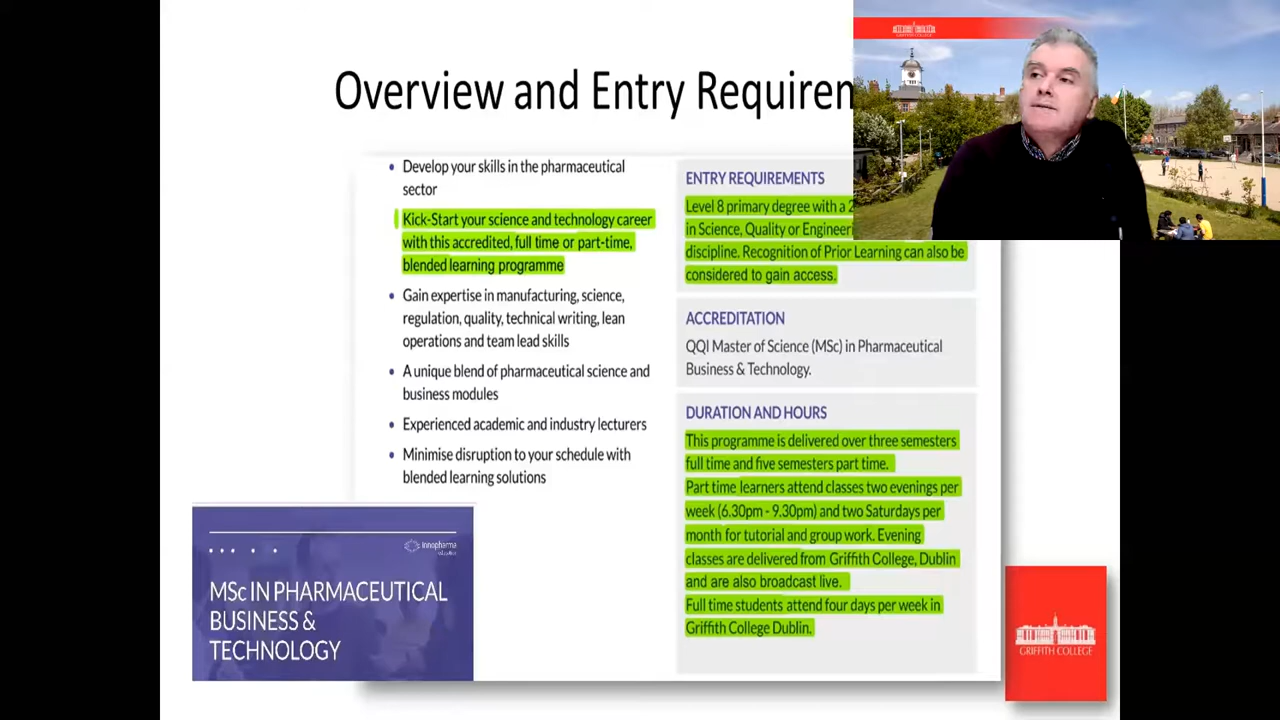 Overview and Entry
Develop your skills in the pharmaceutical
sector
Kick-Start your science and technology career
with this accredited, full time or part-time,
blended learning programme
Gain expertise in manufacturing, science,
regulation, quality, technical writing, lean
operations and team lead skills
A unique blend of pharmaceutical science and
business modules
Experienced academic and industry lecturers
Minimise disruption to your schedule with
blended learning solutions
ENTRY REQUIREMENTS
Level 8 primary degree with a
in Science, Quality or
discipline. Recognition of Prior Learning can also be
considered to gain access.
ACCREDITATION
QQI Master of Science (MSc) in Pharmaceutical
Business & Technology.
DURATION AND HOURS
This programme is delivered over three semesters
full time and five semesters part time.
Part time learners attend classes two evenings per
week (6.30pm - 9.30pm) and two Saturdays per
month for tutorial and group work. Evening
classes are delivered from Griffith College, Dublin
and are also broadcast live.
Full time students attend four days per week in
Griffith College Dublin.
innopharma
education
MSc IN PHARMACEUTICAL
BUSINESS &
TECHNOLOGY
GRIFFITH COLLEGE
GRIFFITH COLLEGE